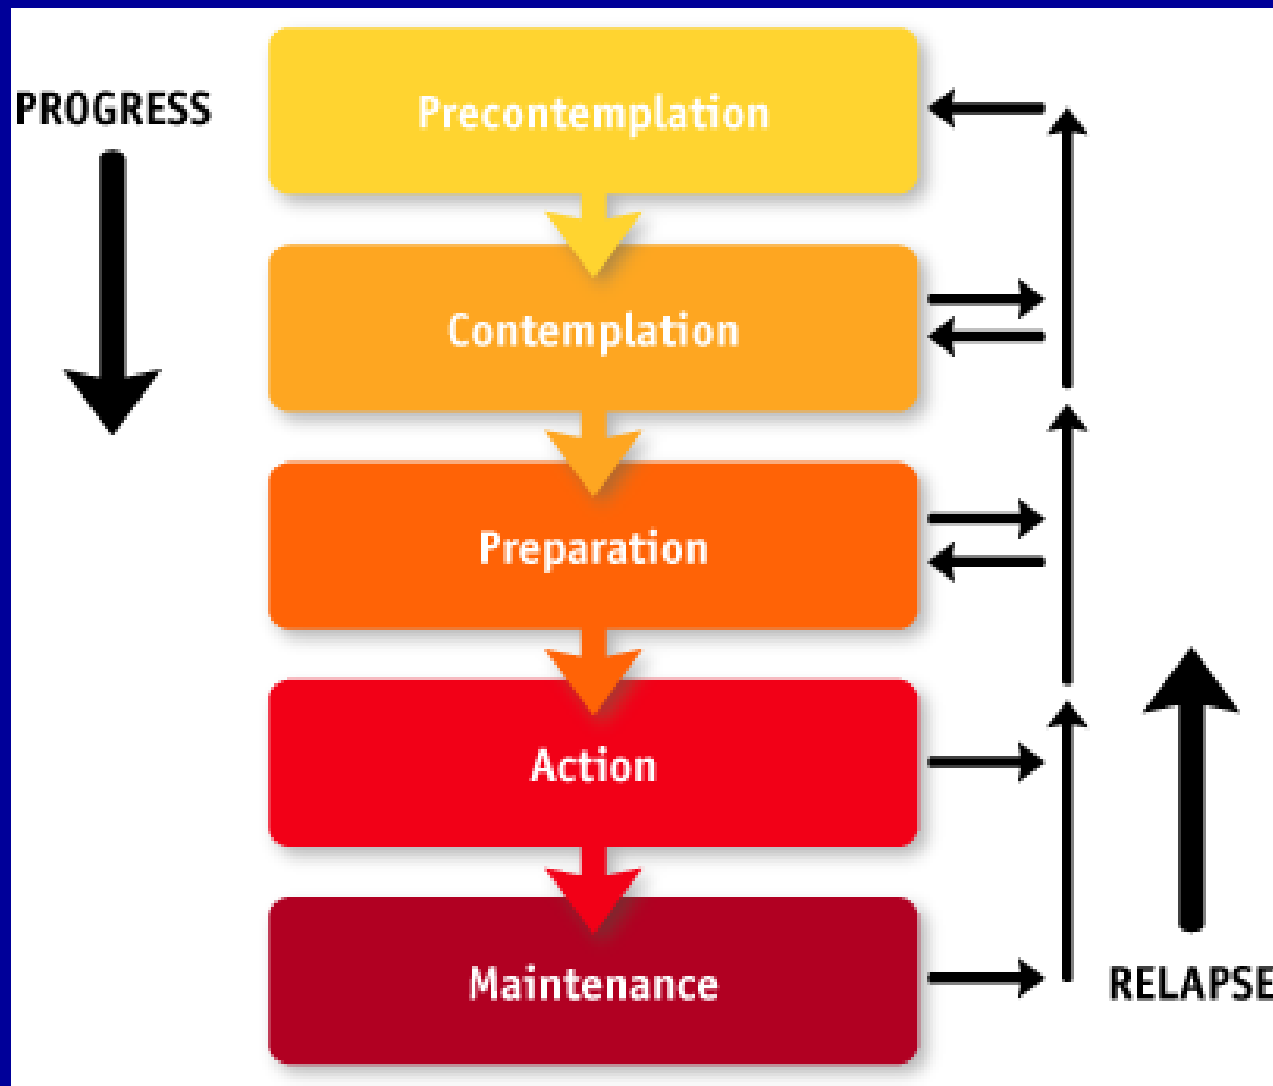 PROGRESS
Precontemplation
Contemplation
Preparation
Action
Maintenance
RELAPSE